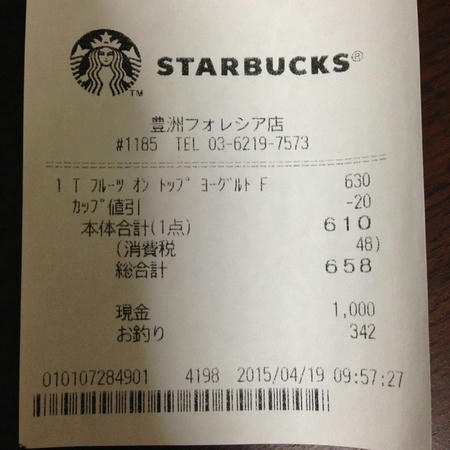 STARBUCKS®
TM
豊洲フォレシア店
#1185 TEL 03-6219-7573
1 T フルーツ オン トップ ヨーグルト F 630
カップ値引 -20
本体合計(1点) 610
(消費税 48)
総合計 658
現金 1,000
お釣り 342
010107284901 4198 2015/04/19 09:57:27